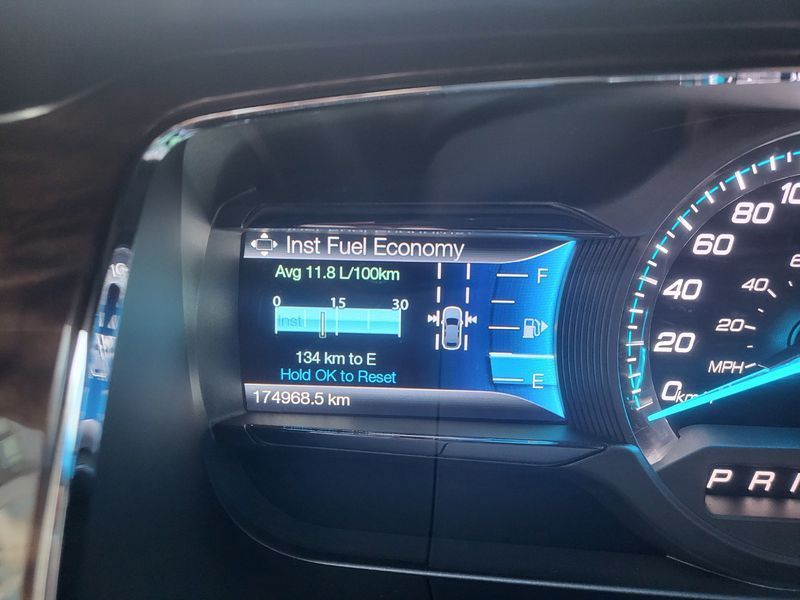 Inst Fuel Economy
Avg 11.8 L/100km
0 15 30
inst
134 km to E
Hold OK to Reset
174968.5 km
F
E
80
60
40
20
0
40
20
MPH
P R